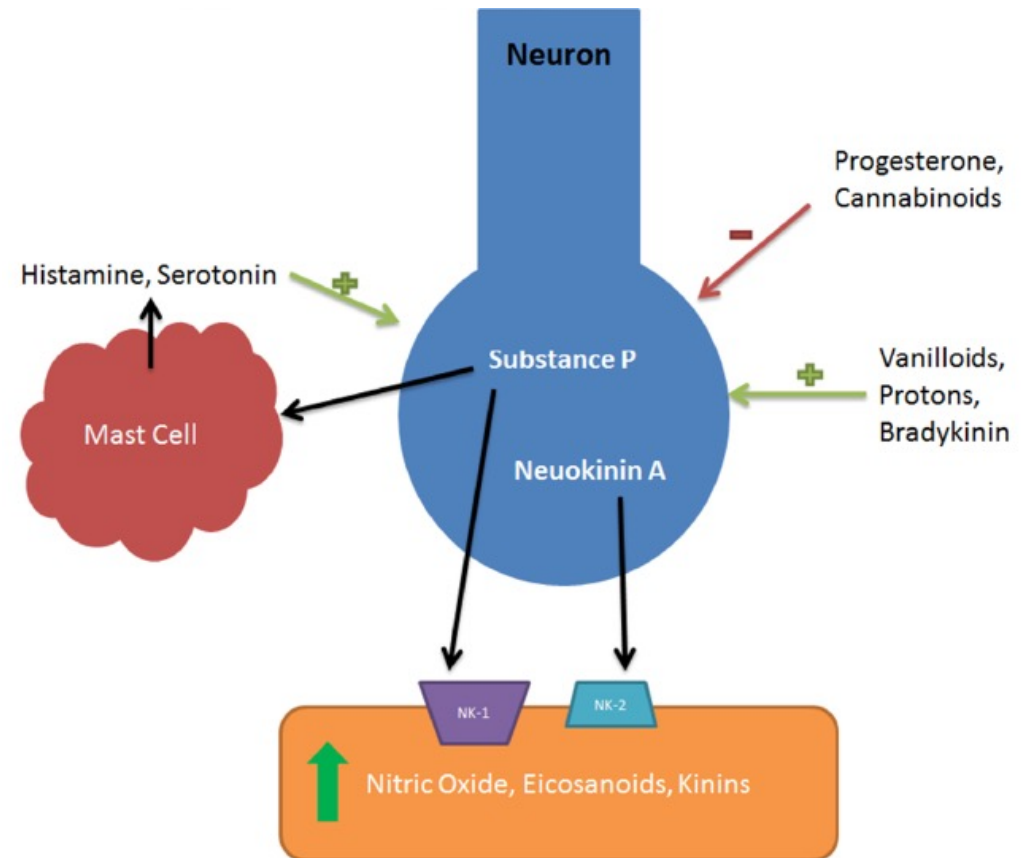 Neuron
Progesterone,
Cannabinoids
Histamine, Serotonin
Substance P
Vanilloids,
Protons,
Bradykinin
Mast Cell
Neuokinin A
NK-1
NK-2
Nitric Oxide, Eicosanoids, Kinins